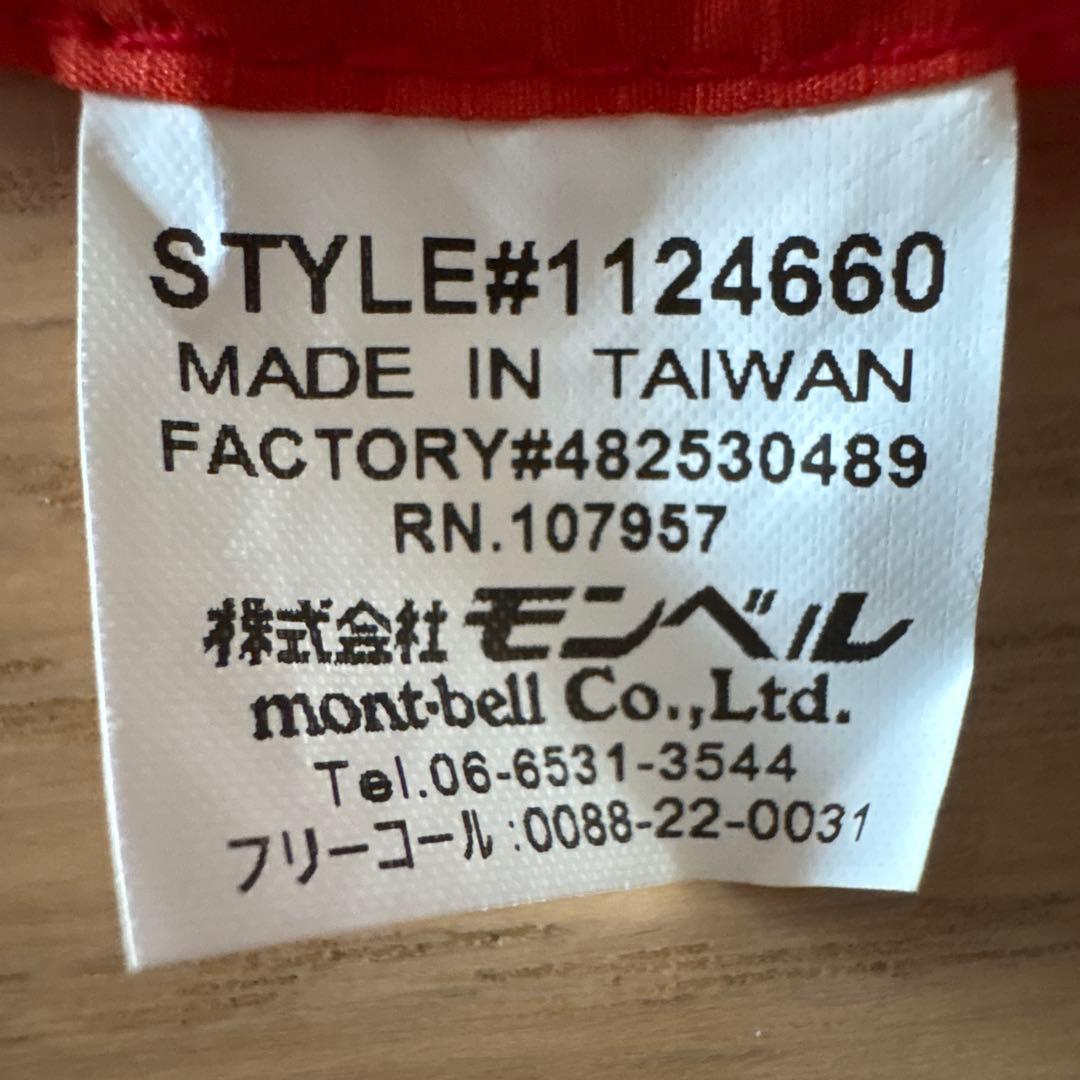 STYLE#1124660
MADE IN TAIWAN
FACTORY#482530489
RN.107957
株式会社 モンベル
mont-bell Co.,Ltd.
Tel.06-6531-3544
フリーコール:0088-22-0031